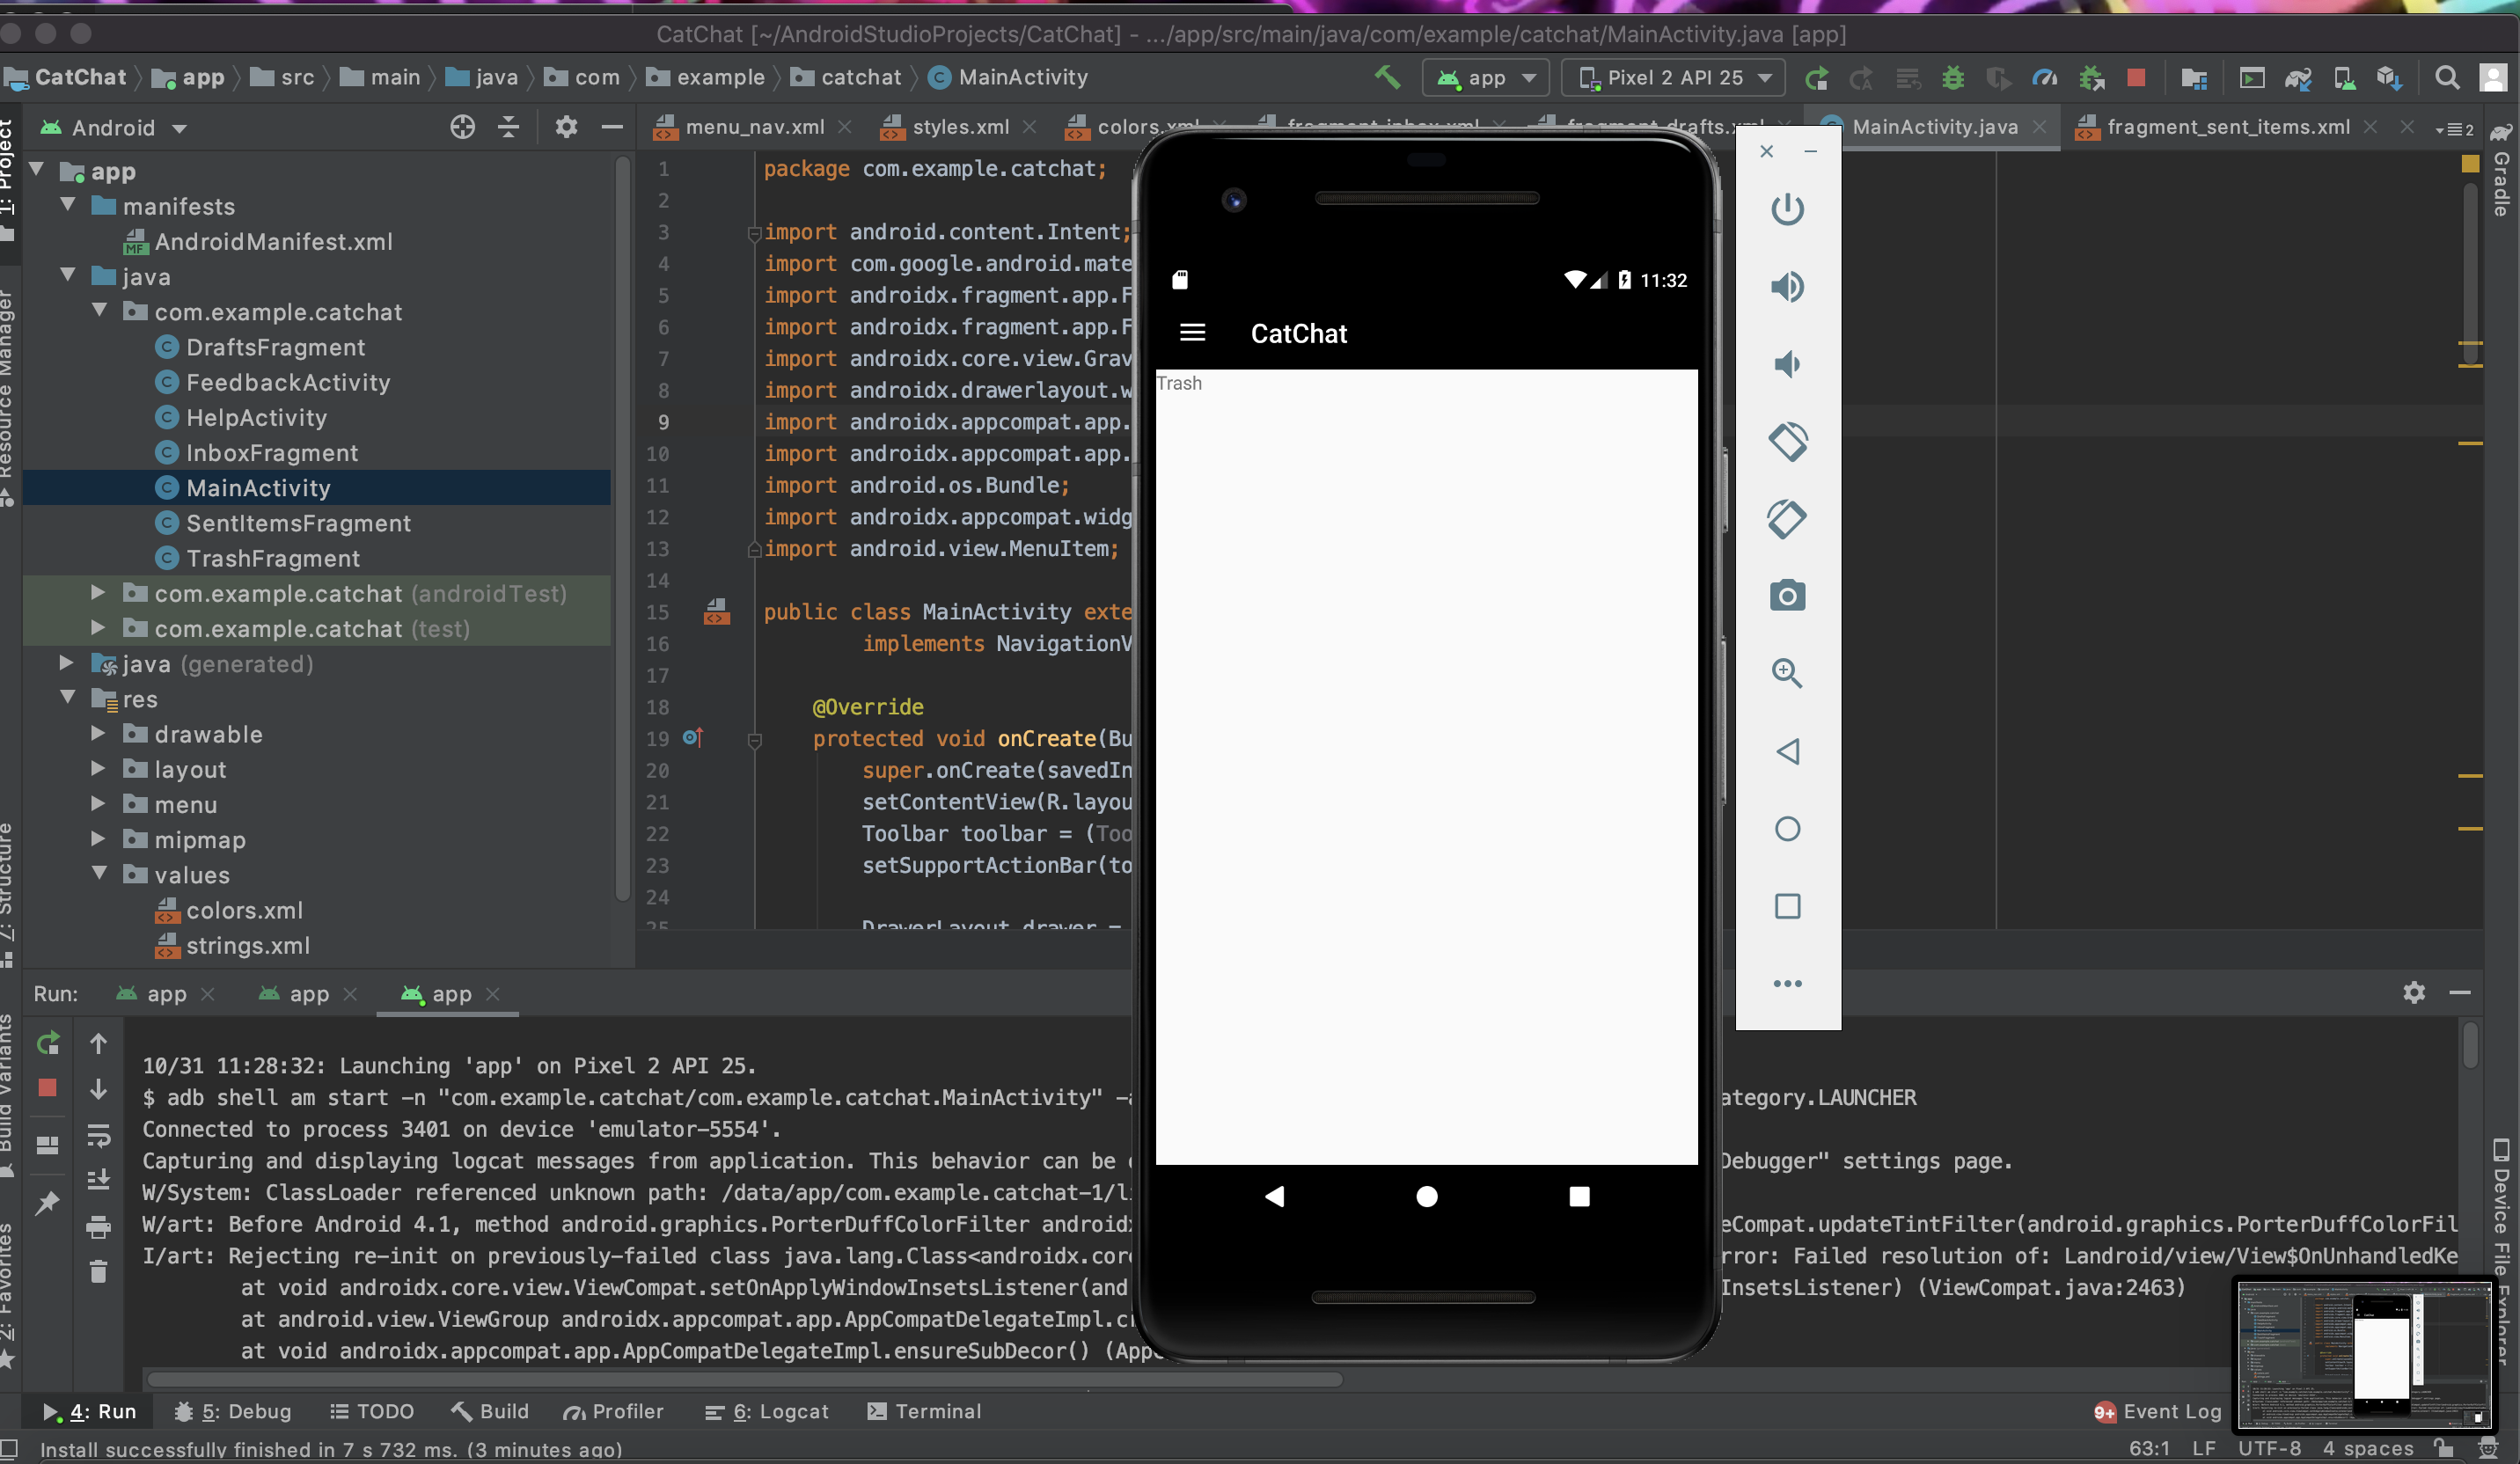 CatChat [~/AndroidStudioProjects/CatChat] - .../app/src/main/java/com/example/catchat/MainActivity.java [app]
CatChat app src main java com example catchat MainActivity app Pixel 2 API 25
Android
menu_nav.xml styles.xml colors.xml fragment_inbox.xml fragment_drafts.xml MainActivity.java fragment_sent_items.xml 2
1: Project
Resource Manager
7: Structure
Build Variants
2: Favorites
Gradle
Device File Explorer
app
manifests
AndroidManifest.xml
MF
java
com.example.catchat
DraftsFragment
FeedbackActivity
HelpActivity
InboxFragment
MainActivity
SentItemsFragment
TrashFragment
com.example.catchat (androidTest)
com.example.catchat (test)
java (generated)
res
drawable
layout
menu
mipmap
values
colors.xml
strings.xml
1 package com.example.catchat;
2
3 import android.content.Intent;
4 import com.google.android.mate
5 import androidx.fragment.app.F
6 import androidx.fragment.app.F
7 import androidx.core.view.Grav
8 import androidx.drawerlayout.w
9 import androidx.appcompat.app.
10 import androidx.appcompat.app.
11 import android.os.Bundle;
12 import androidx.appcompat.widg
13 import android.view.MenuItem;
14
15 public class MainActivity exte
16 implements NavigationV
17
18 @Override
19 protected void onCreate(Bu
20 super.onCreate(savedIn
21 setContentView(R.layou
22 Toolbar toolbar = (Too
23 setSupportActionBar(to
24
25 DrawerLayout drawer =
11:32
CatChat
Trash
Run: app app app
10/31 11:28:32: Launching 'app' on Pixel 2 API 25.
$ adb shell am start -n "com.example.catchat/com.example.catchat.MainActivity" -a ategory.LAUNCHER
Connected to process 3401 on device 'emulator-5554'.
Capturing and displaying logcat messages from application. This behavior can be Debugger" settings page.
W/System: ClassLoader referenced unknown path: /data/app/com.example.catchat-1/li
W/art: Before Android 4.1, method android.graphics.PorterDuffColorFilter androidx eCompat.updateTintFilter(android.graphics.PorterDuffColorFil
I/art: Rejecting re-init on previously-failed class java.lang.Class<androidx.core rror: Failed resolution of: Landroid/view/View$OnUnhandledKe
at void androidx.core.view.ViewCompat.setOnApplyWindowInsetsListener(and InsetsListener) (ViewCompat.java:2463)
at android.view.ViewGroup androidx.appcompat.app.AppCompatDelegateImpl.cr
at void androidx.appcompat.app.AppCompatDelegateImpl.ensureSubDecor() (AppC
4: Run 5: Debug TODO Build Profiler 6: Logcat Terminal 9+ Event Log
Install successfully finished in 7 s 732 ms. (3 minutes ago) 63:1 LF UTF-8 4 spaces